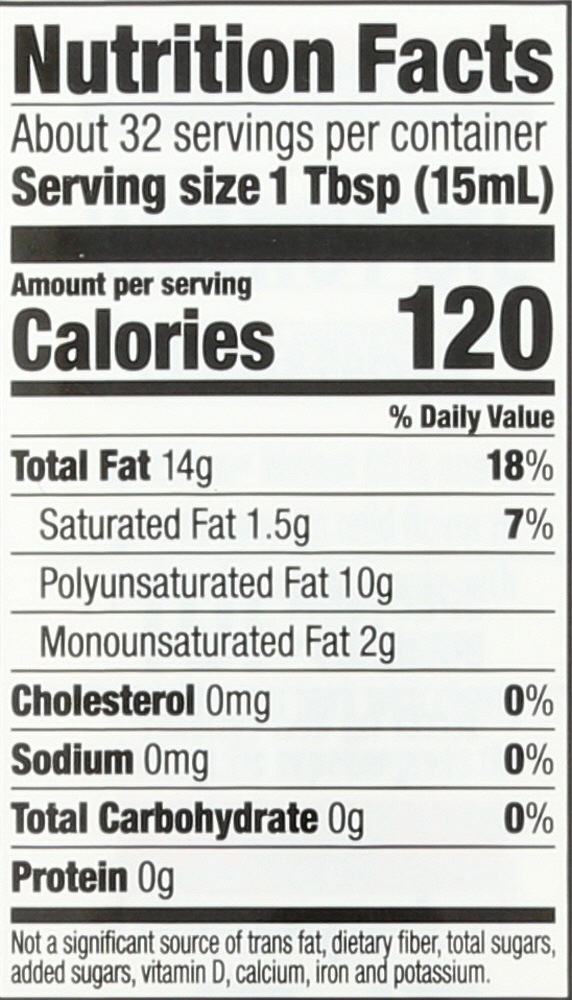 Nutrition Facts
About 32 servings per container
Serving size 1 Tbsp (15mL)
Amount per serving
Calories 120
% Daily Value
Total Fat 14g 18%
Saturated Fat 1.5g 7%
Polyunsaturated Fat 10g
Monounsaturated Fat 2g
Cholesterol 0mg 0%
Sodium 0mg 0%
Total Carbohydrate 0g 0%
Protein 0g
Not a significant source of trans fat, dietary fiber, total sugars,
added sugars, vitamin D, calcium, iron and potassium.